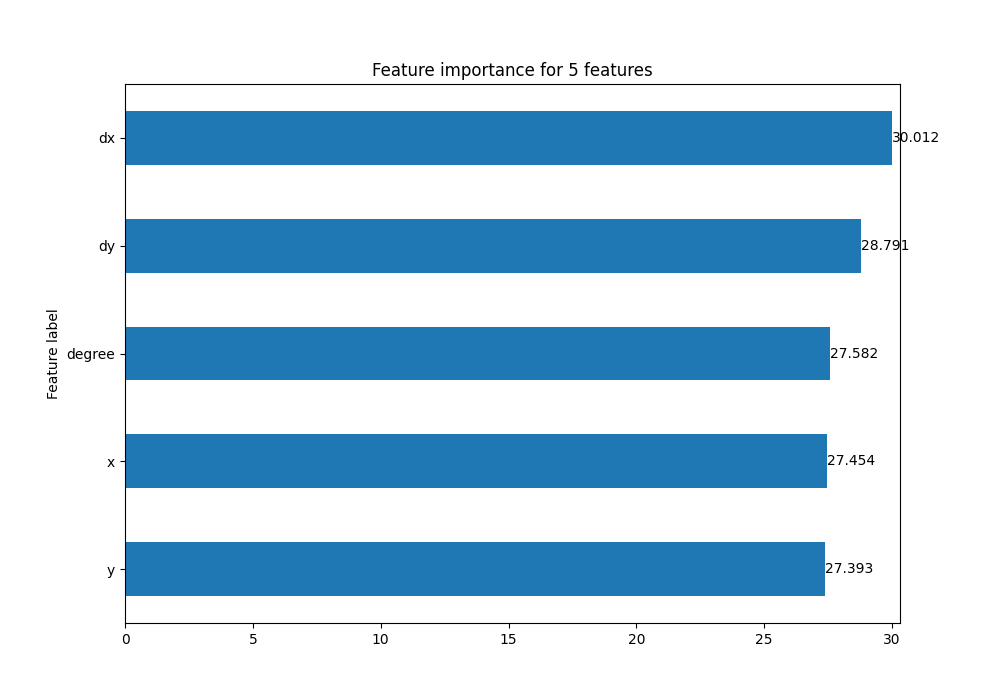 Feature importance for 5 features
dx
30.012
dy
28.791
degree
27.582
x
27.454
y
27.393
Feature label
0 5 10 15 20 25 30